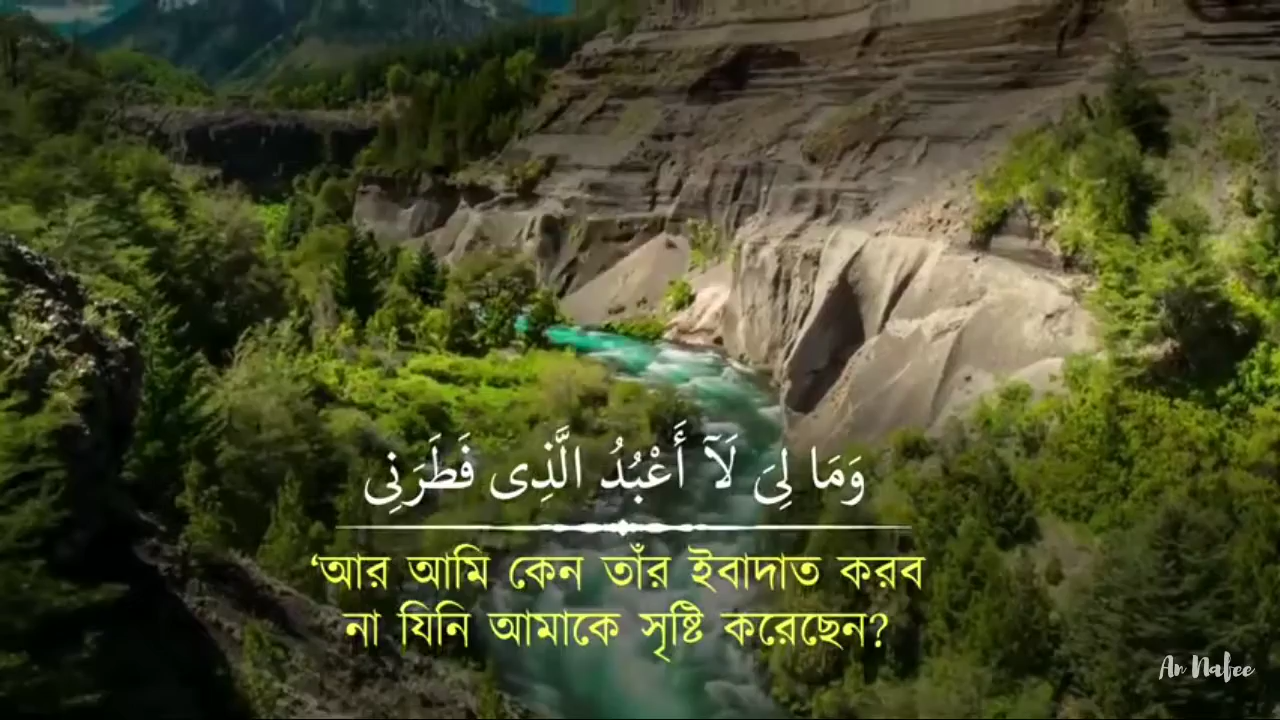 وَمَا لِىَ لَآ أَعْبُدُ الَّذِى فَطَرَنِى
‘আর আমি কেন তাঁর ইবাদাত করব
না যিনি আমাকে সৃষ্টি করেছেন?
An Nafee